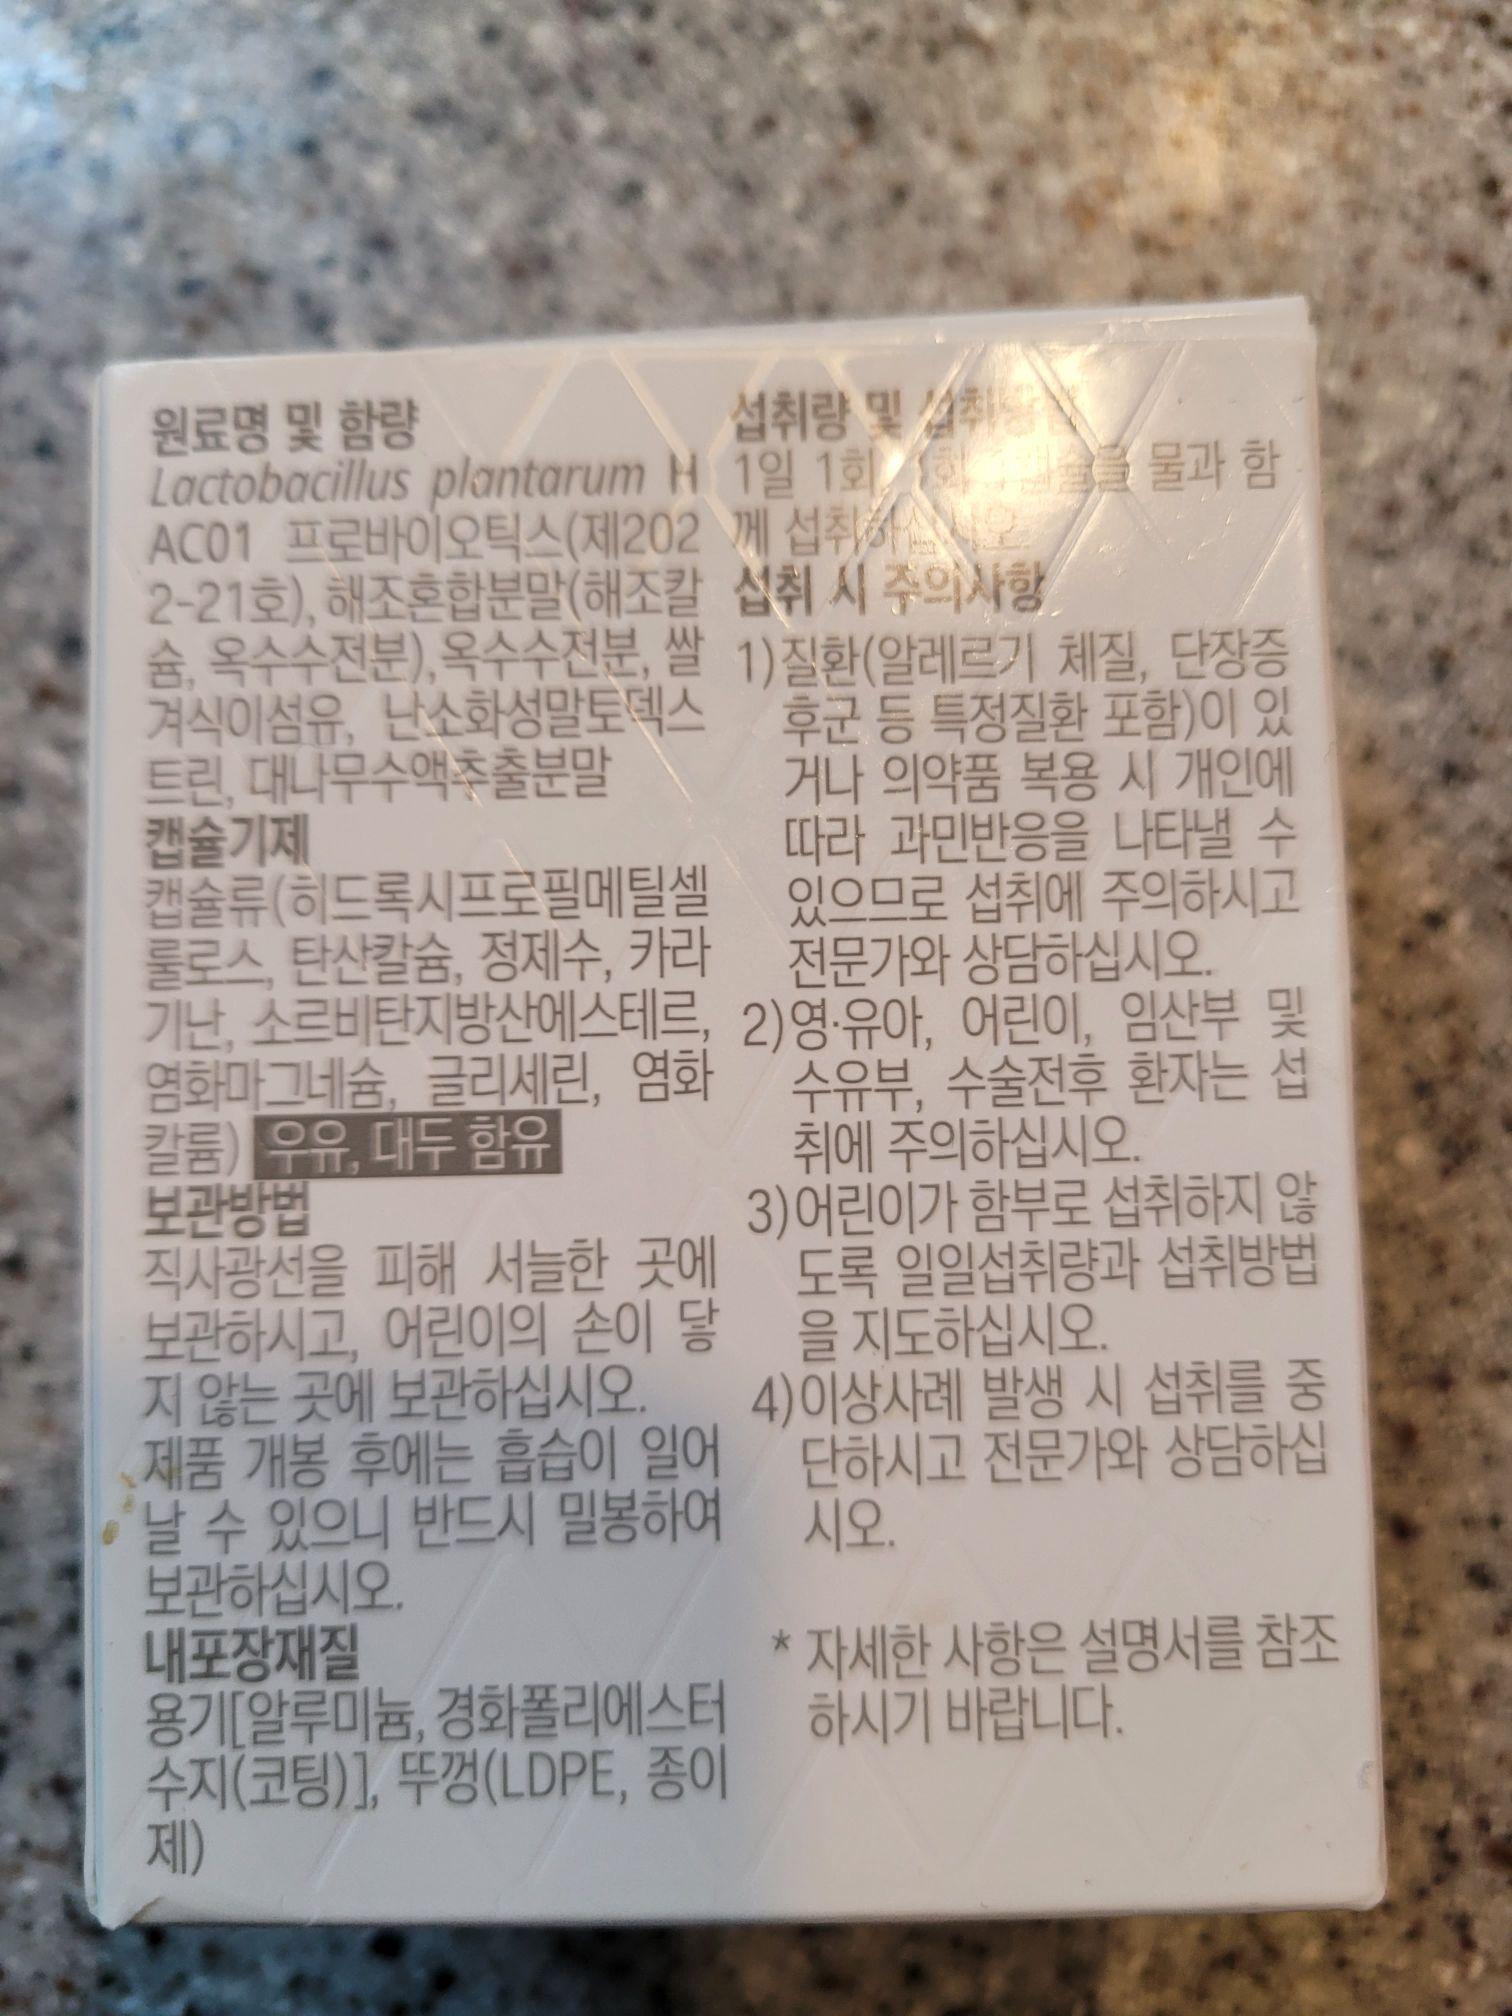 원료명 및 함량
Lactobacillus plantarum H
AC01 프로바이오틱스(제202
2-21호), 해조혼합분말(해조칼
슘, 옥수수전분), 옥수수전분, 쌀
겨식이섬유, 난소화성말토덱스
트린, 대나무수액추출분말
캡슐기제
캡슐류(히드록시프로필메틸셀
룰로스, 탄산칼슘, 정제수, 카라
기난, 소르비탄지방산에스테르,
염화마그네슘, 글리세린, 염화
칼륨) 우유, 대두 함유
보관방법
직사광선을 피해 서늘한 곳에
보관하시고, 어린이의 손이 닿
지 않는 곳에 보관하십시오.
제품 개봉 후에는 흡습이 일어
날 수 있으니 반드시 밀봉하여
보관하십시오.
내포장재질
용기[알루미늄, 경화폴리에스터
수지(코팅)], 뚜껑(LDPE, 종이
제)
섭취량 및 섭취방법
1일 1회, 1회 1캡슐을 물과 함
께 섭취하십시오.
섭취 시 주의사항
1)질환(알레르기 체질, 단장증
후군 등 특정질환 포함)이 있
거나 의약품 복용 시 개인에
따라 과민반응을 나타낼 수
있으므로 섭취에 주의하시고
전문가와 상담하십시오.
2)영·유아, 어린이, 임산부 및
수유부, 수술전후 환자는 섭
취에 주의하십시오.
3)어린이가 함부로 섭취하지 않
도록 일일섭취량과 섭취방법
을 지도하십시오.
4)이상사례 발생 시 섭취를 중
단하시고 전문가와 상담하십
시오.
* 자세한 사항은 설명서를 참조
하시기 바랍니다.